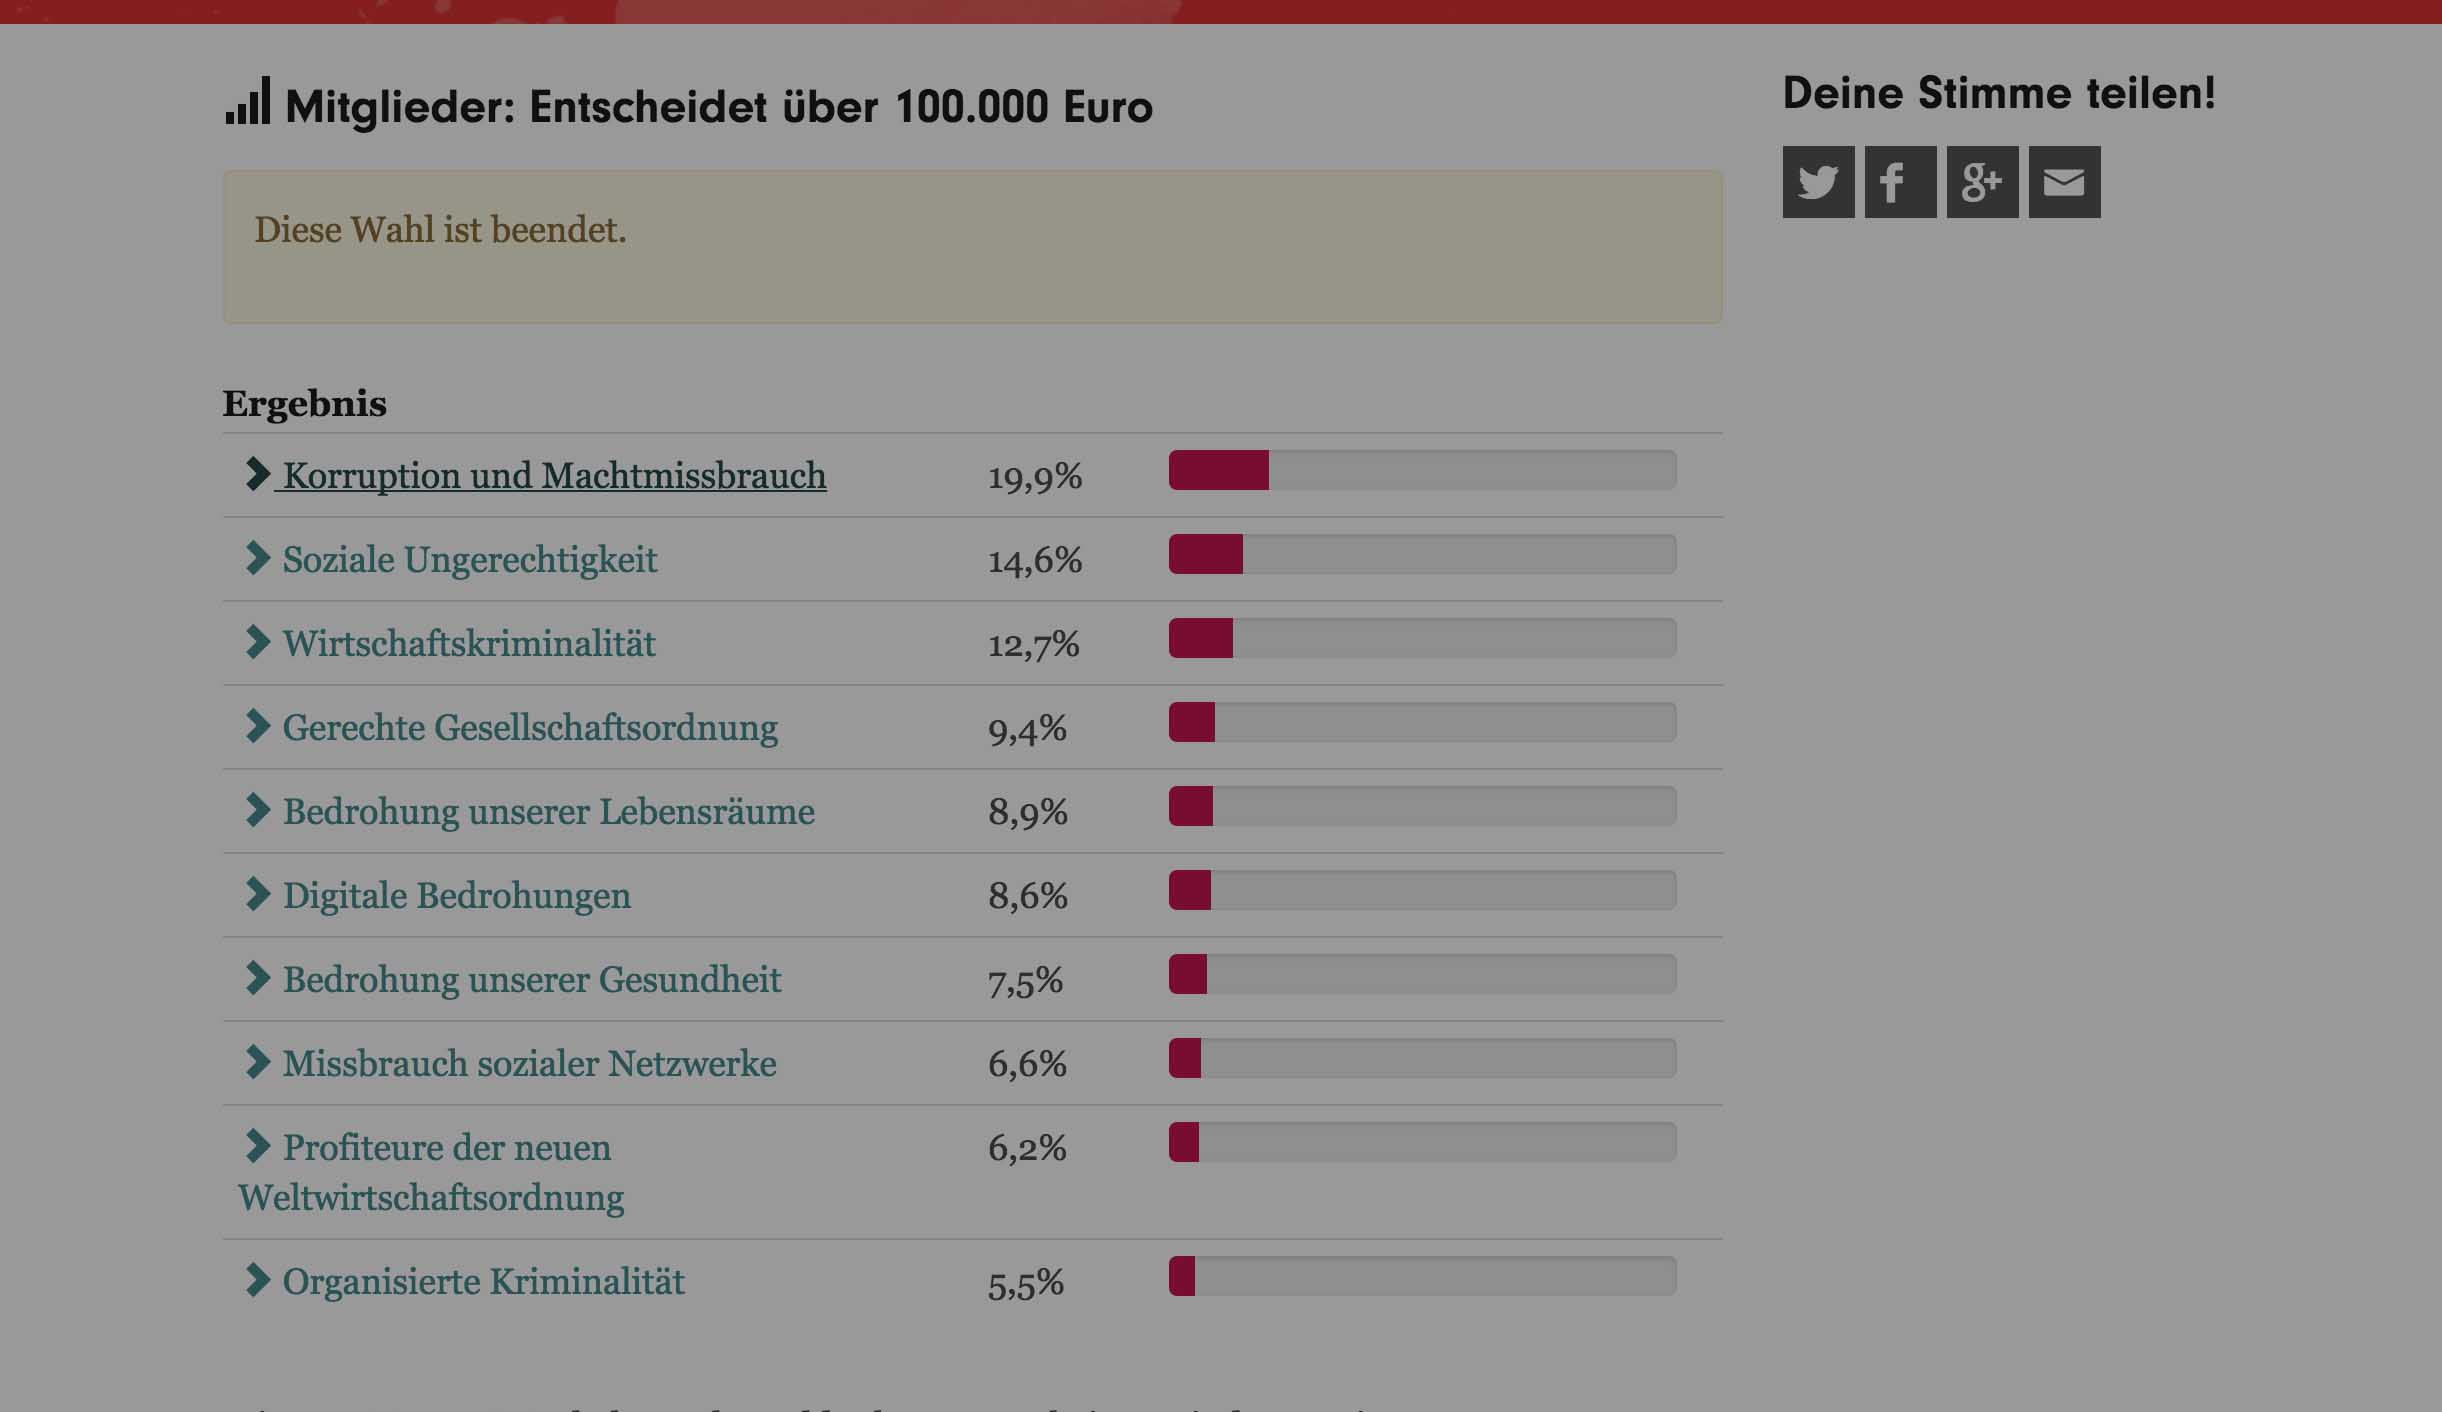 Mitglieder: Entscheidet über 100.000 Euro
Diese Wahl ist beendet.
Ergebnis
Korruption und Machtmissbrauch 19,9%
Soziale Ungerechtigkeit 14,6%
Wirtschaftskriminalität 12,7%
Gerechte Gesellschaftsordnung 9,4%
Bedrohung unserer Lebensräume 8,9%
Digitale Bedrohungen 8,6%
Bedrohung unserer Gesundheit 7,5%
Missbrauch sozialer Netzwerke 6,6%
Profiteure der neuen 6,2%
Weltwirtschaftsordnung
Organisierte Kriminalität 5,5%
Deine Stimme teilen!
f
g+